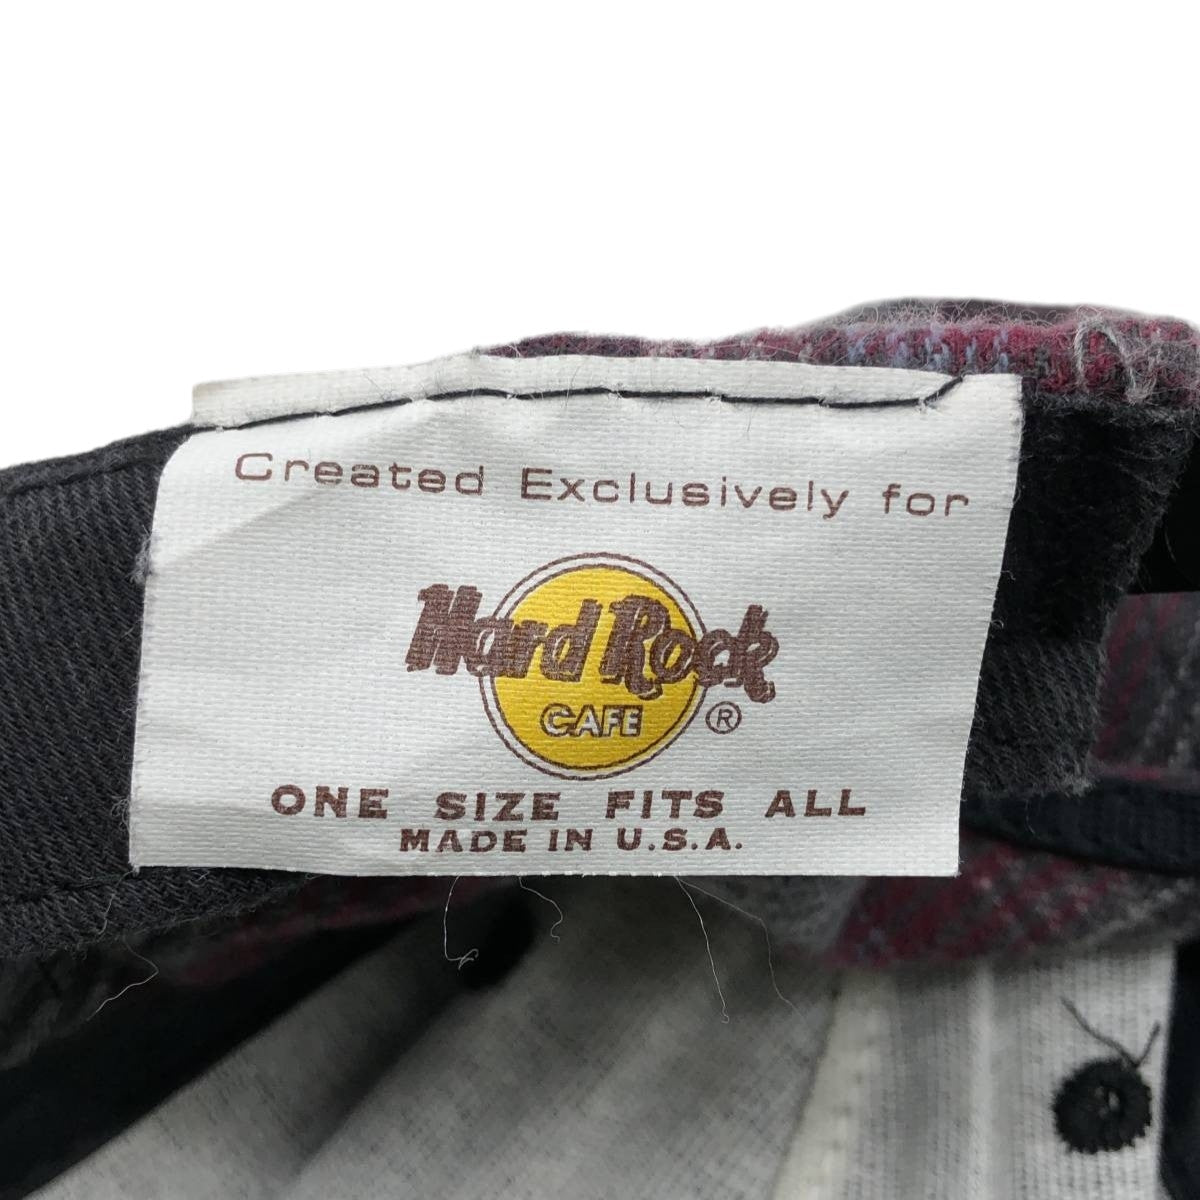 Created Exclusively for
Hard Rock
CAFE ®
ONE SIZE FITS ALL
MADE IN U.S.A.